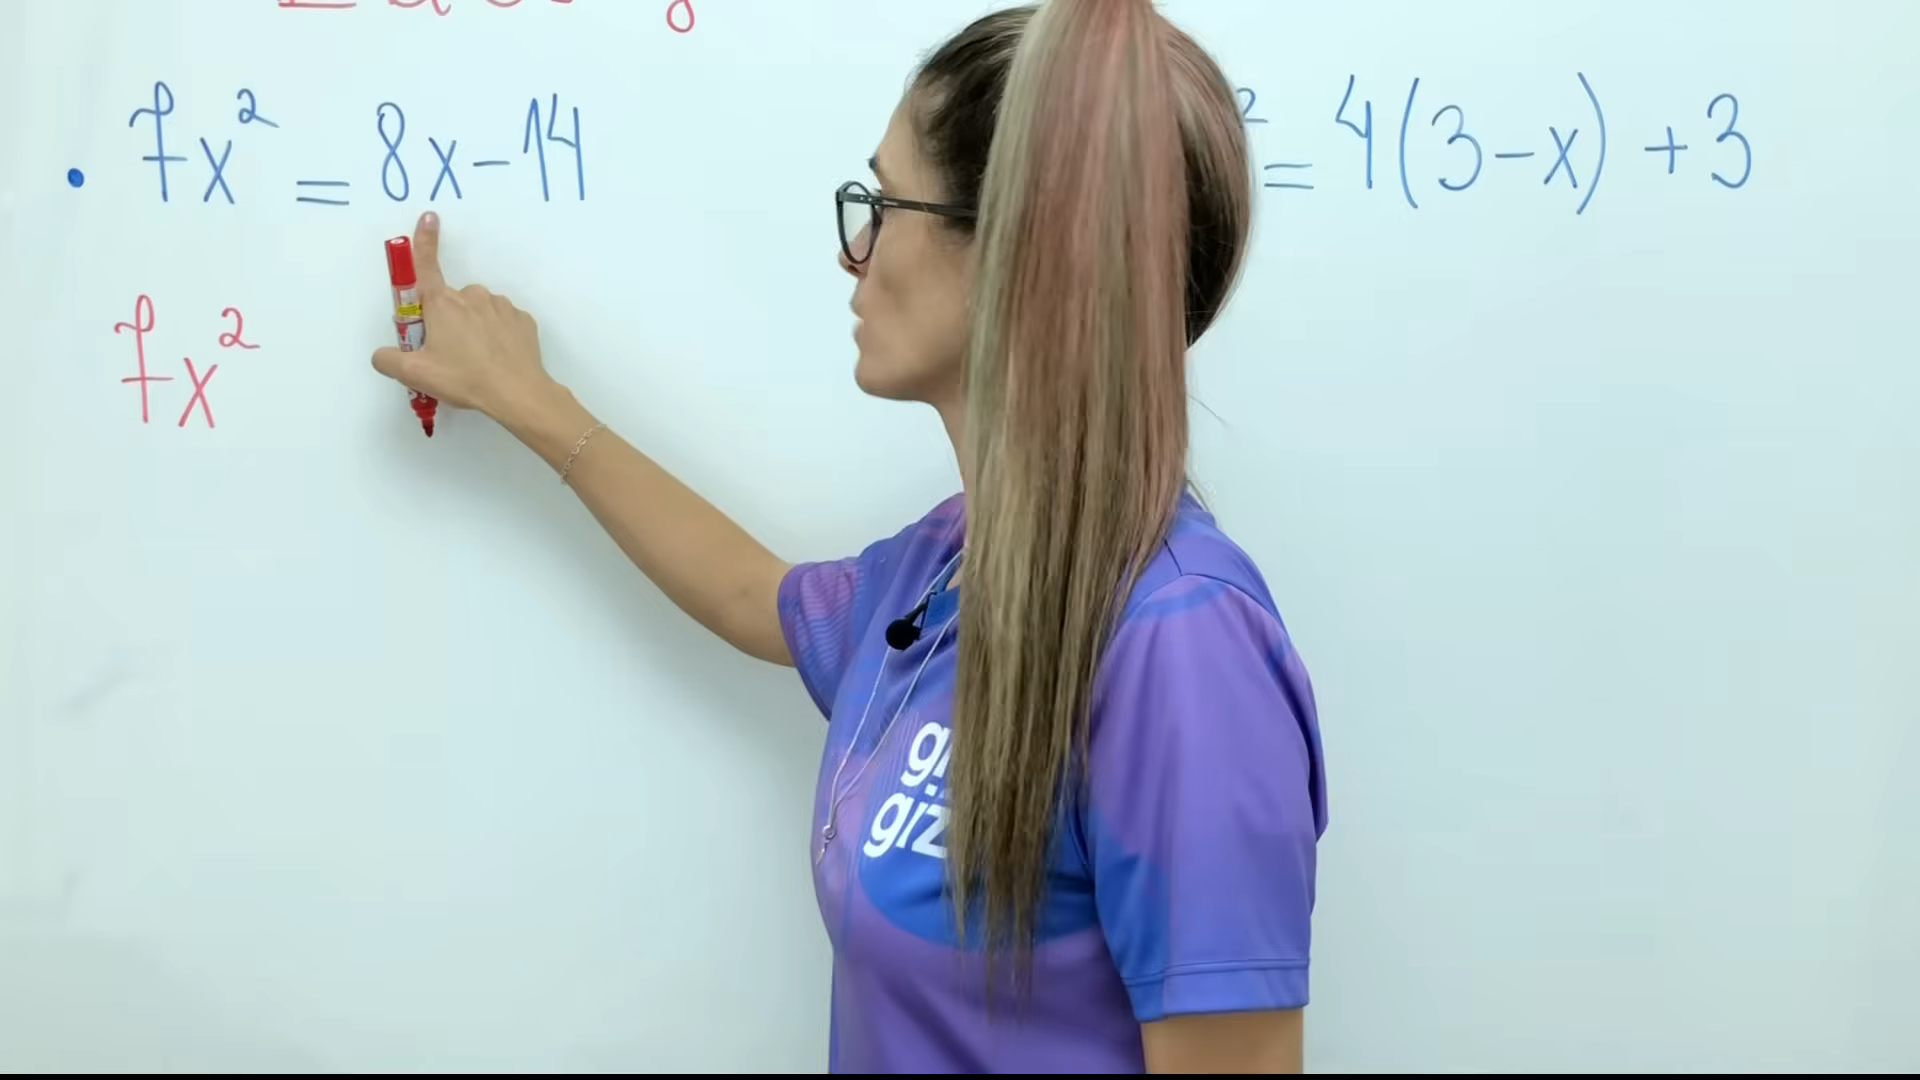 • 7x² = 8x-14
² = 4(3-x) + 3
7x²